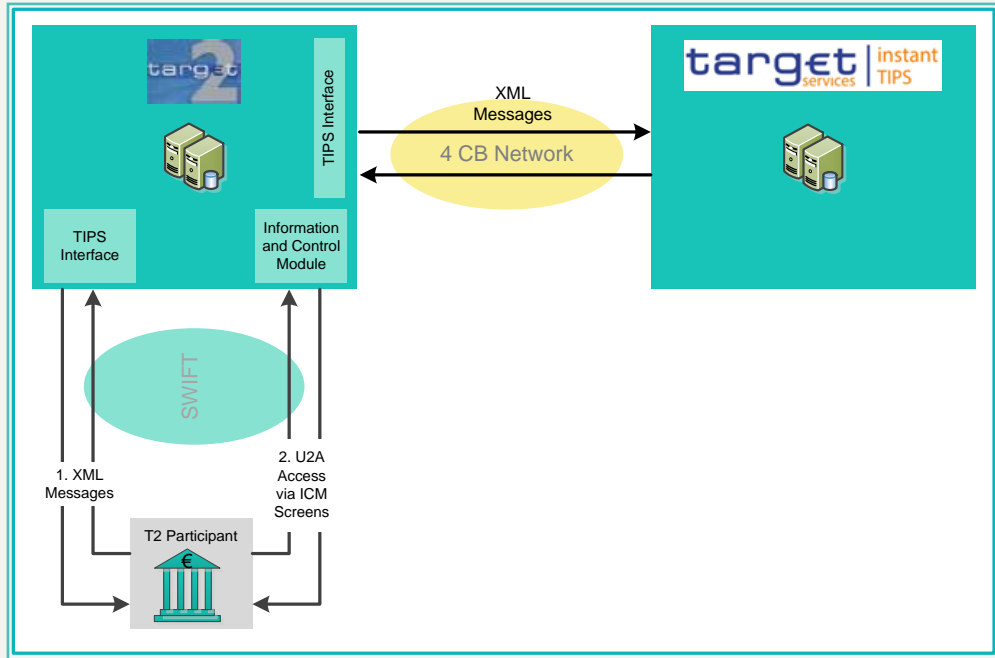 target
2
TIPS Interface
target
services
instant
TIPS
XML
Messages
4 CB Network
TIPS
Interface
Information
and Control
Module
SWIFT
1. XML
Messages
2. U2A
Access
via ICM
Screens
T2 Participant
€